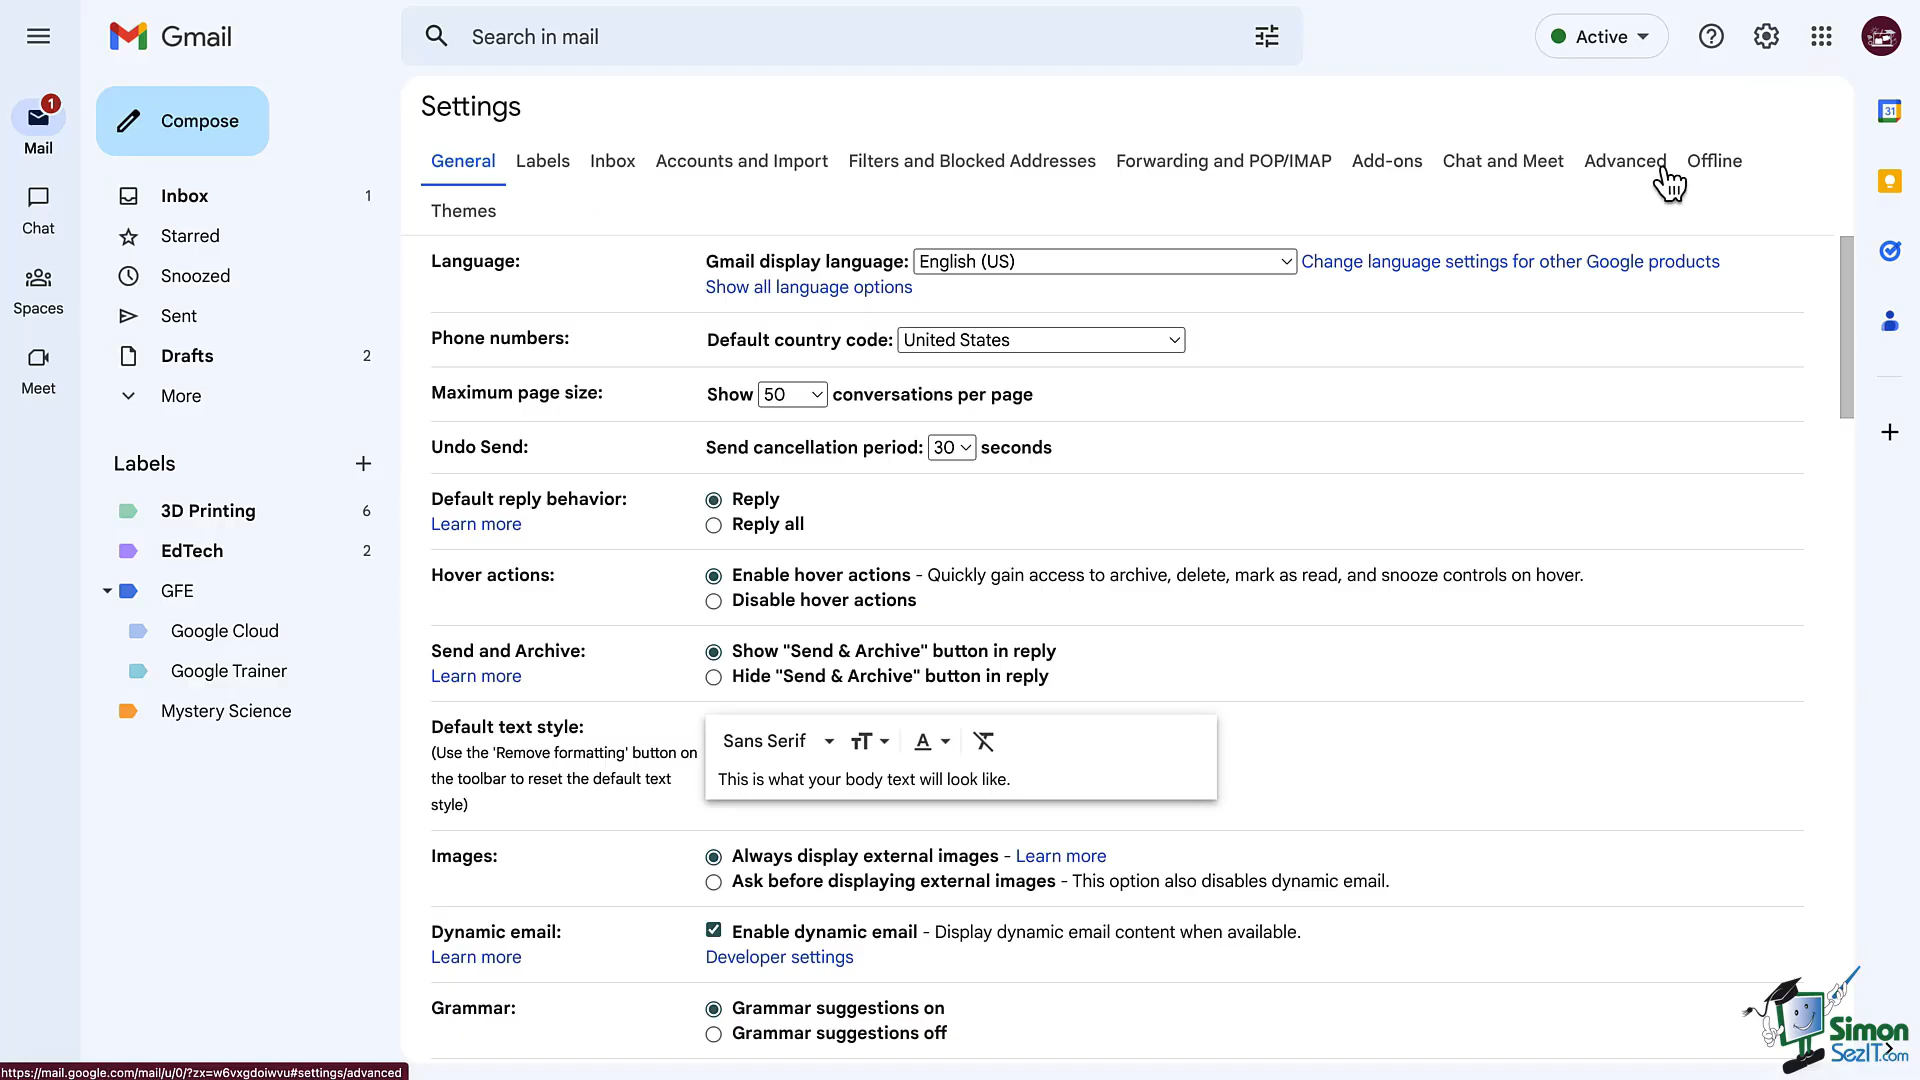 Gmail
Search in mail
Active
1
Mail
Chat
Spaces
Meet
Compose
Inbox 1
Starred
Snoozed
Sent
Drafts 2
More
Labels
3D Printing 6
EdTech 2
GFE
Google Cloud
Google Trainer
Mystery Science
Settings
General Labels Inbox Accounts and Import Filters and Blocked Addresses Forwarding and POP/IMAP Add-ons Chat and Meet Advanced Offline
Themes
Language: Gmail display language: English (US) Change language settings for other Google products
Show all language options
Phone numbers: Default country code: United States
Maximum page size: Show 50 conversations per page
Undo Send: Send cancellation period: 30 seconds
Default reply behavior: Reply
Learn more Reply all
Hover actions: Enable hover actions - Quickly gain access to archive, delete, mark as read, and snooze controls on hover.
Disable hover actions
Send and Archive: Show "Send & Archive" button in reply
Learn more Hide "Send & Archive" button in reply
Default text style:
(Use the 'Remove formatting' button on
the toolbar to reset the default text
style)
Sans Serif
This is what your body text will look like.
Images: Always display external images - Learn more
Ask before displaying external images - This option also disables dynamic email.
Dynamic email: Enable dynamic email - Display dynamic email content when available.
Learn more Developer settings
Grammar: Grammar suggestions on
Grammar suggestions off
31
https://mail.google.com/mail/u/0/?zx=w6vxgdoiwvu#settings/advanced
Simon
SezIT.com